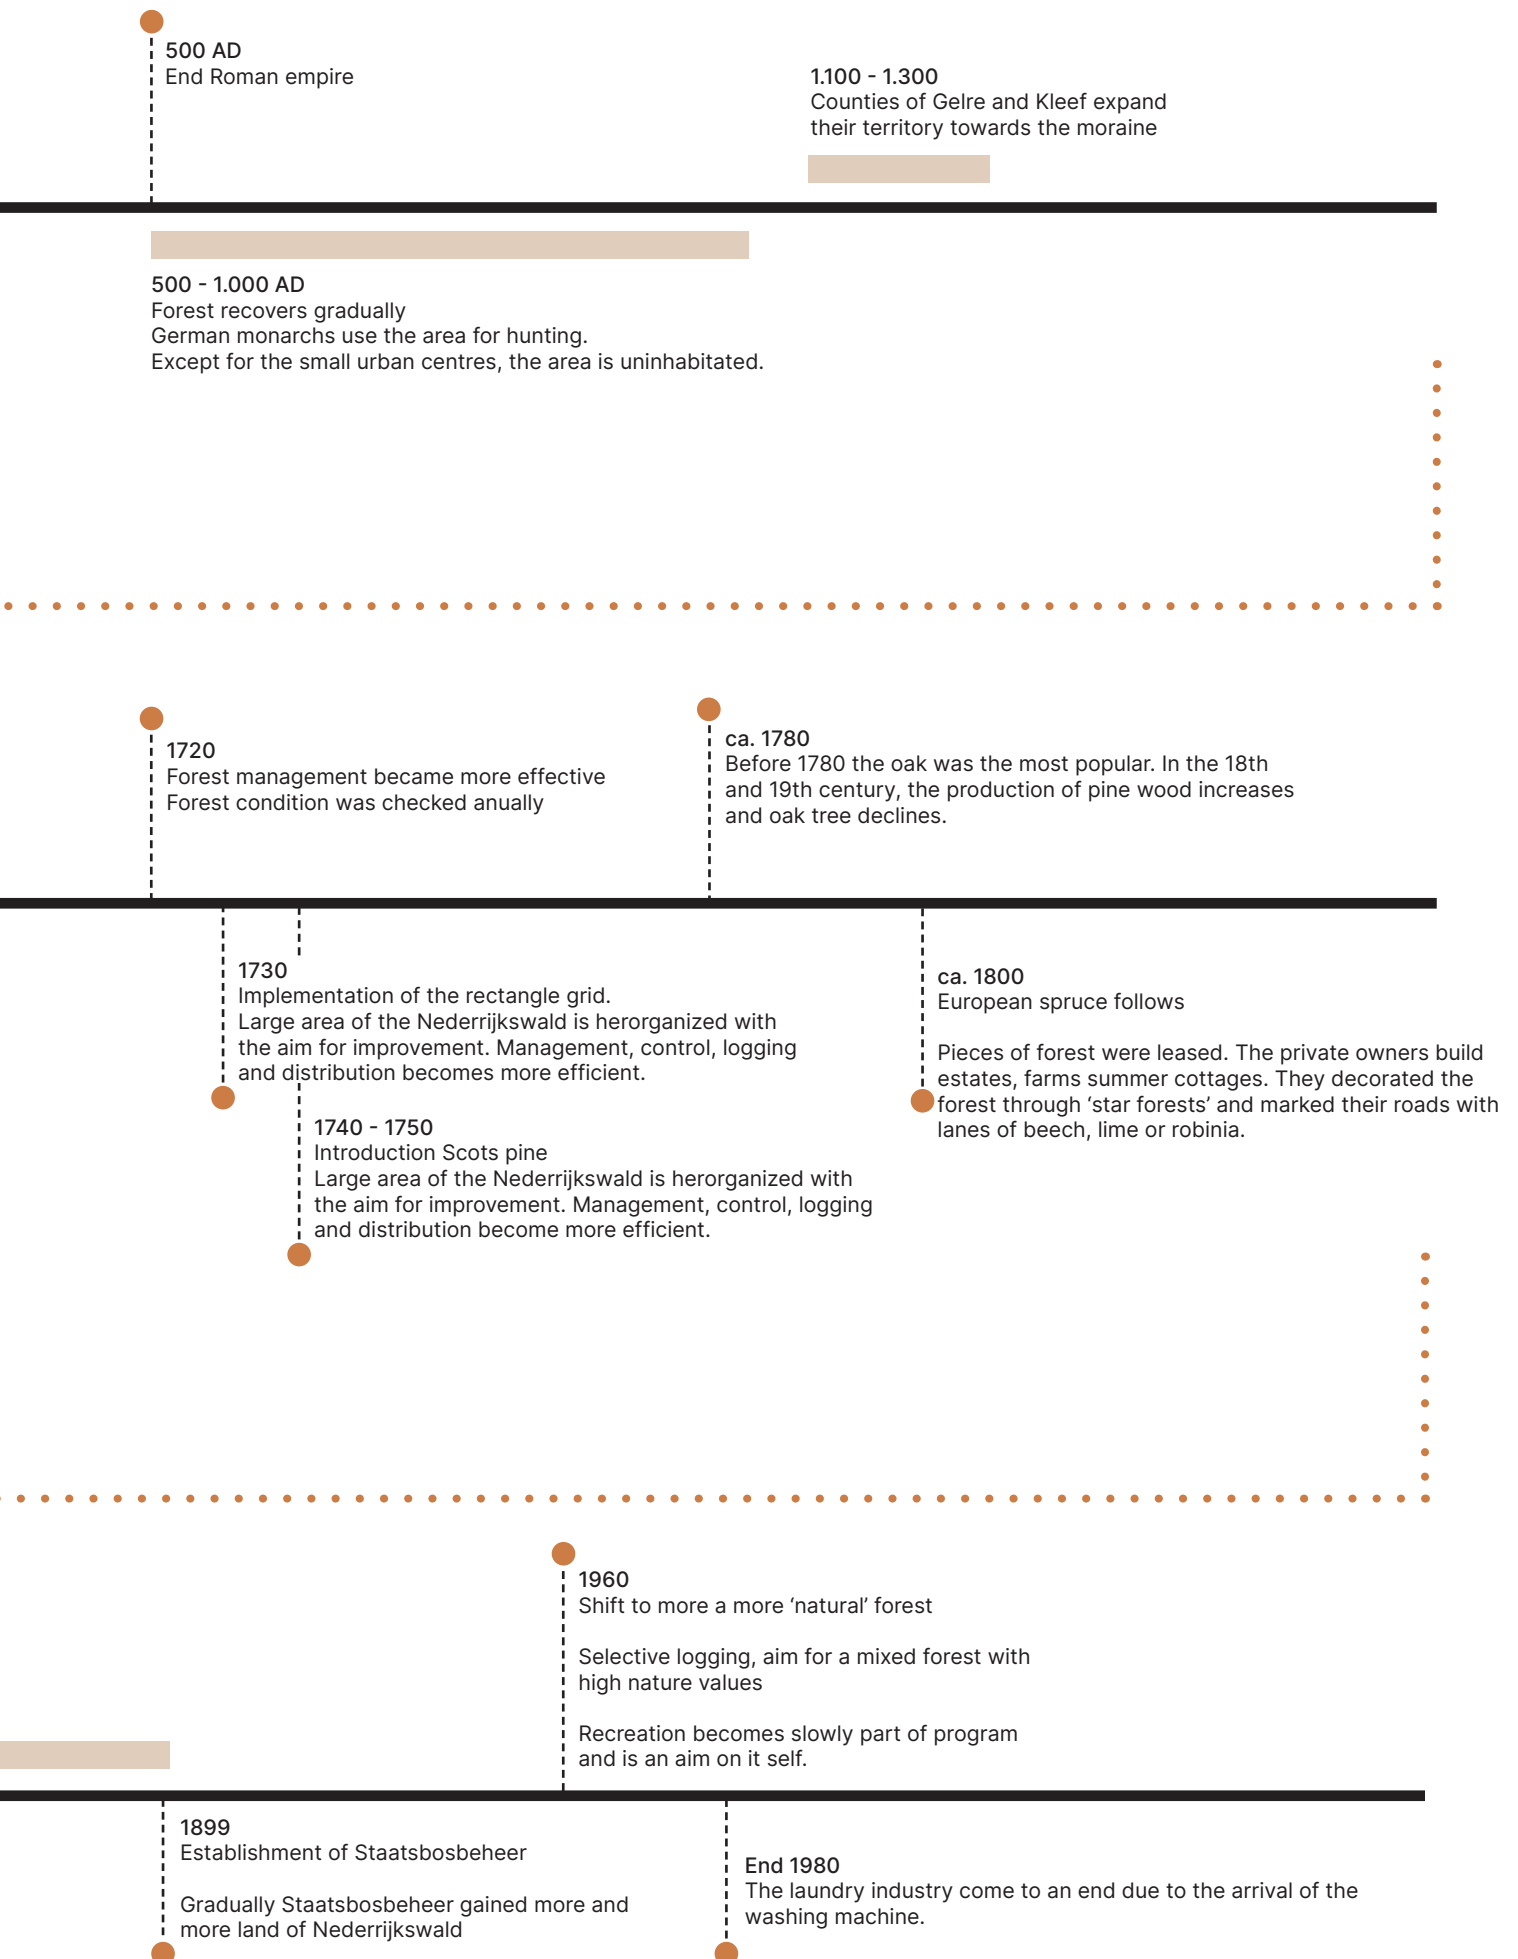 500 AD
End Roman empire
1.100 - 1.300
Counties of Gelre and Kleef expand
their territory towards the moraine
500 - 1.000 AD
Forest recovers gradually
German monarchs use the area for hunting.
Except for the small urban centres, the area is uninhabitated.
1720
Forest management became more effective
Forest condition was checked anually
ca. 1780
Before 1780 the oak was the most popular. In the 18th
and 19th century, the production of pine wood increases
and oak tree declines.
1730
Implementation of the rectangle grid.
Large area of the Nederrijkswald is herorganized with
the aim for improvement. Management, control, logging
and distribution becomes more efficient.
1740 - 1750
Introduction Scots pine
Large area of the Nederrijkswald is herorganized with
the aim for improvement. Management, control, logging
and distribution become more efficient.
ca. 1800
European spruce follows
Pieces of forest were leased. The private owners build
estates, farms summer cottages. They decorated the
forest through ‘star forests’ and marked their roads with
lanes of beech, lime or robinia.
1960
Shift to more a more ‘natural’ forest
Selective logging, aim for a mixed forest with
high nature values
Recreation becomes slowly part of program
and is an aim on it self.
1899
Establishment of Staatsbosbeheer
Gradually Staatsbosbeheer gained more and
more land of Nederrijkswald
End 1980
The laundry industry come to an end due to the arrival of the
washing machine.